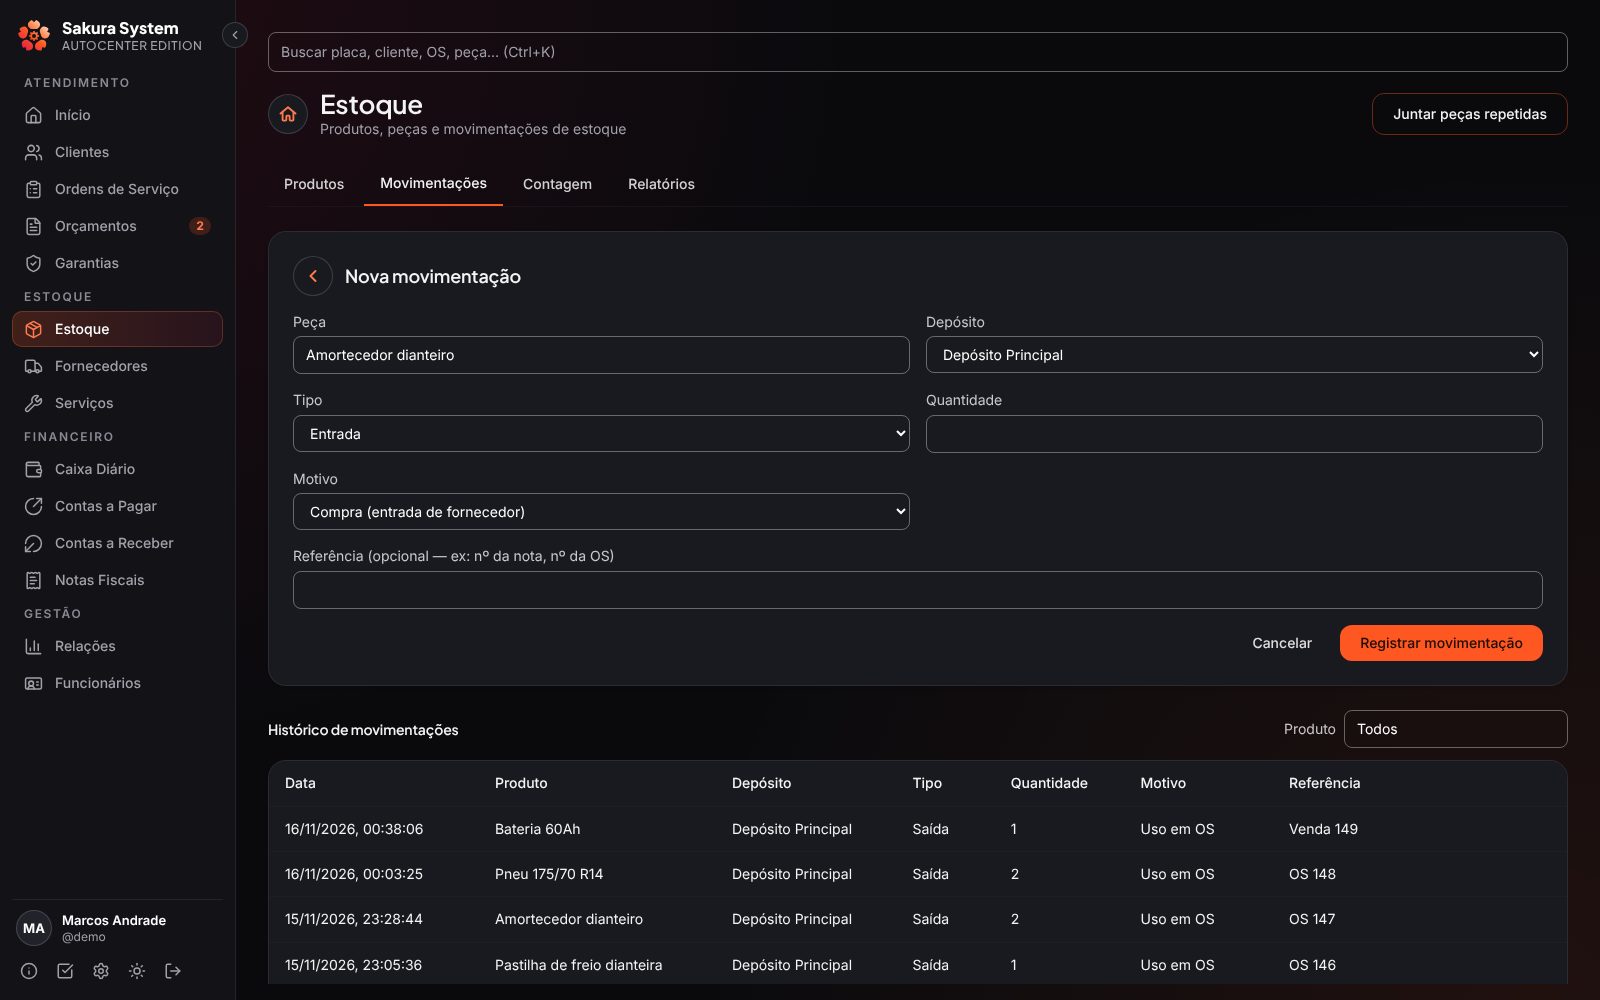 Sakura System
AUTOCENTER EDITION
ATENDIMENTO
Início
Clientes
Ordens de Serviço
Orçamentos 2
Garantias
ESTOQUE
Estoque
Fornecedores
Serviços
FINANCEIRO
Caixa Diário
Contas a Pagar
Contas a Receber
Notas Fiscais
GESTÃO
Relações
Funcionários
MA
Marcos Andrade
@demo
Buscar placa, cliente, OS, peça... (Ctrl+K)
Estoque
Produtos, peças e movimentações de estoque
Juntar peças repetidas
Produtos Movimentações Contagem Relatórios
Nova movimentação
Peça Depósito
Amortecedor dianteiro Depósito Principal
Tipo Quantidade
Entrada
Motivo
Compra (entrada de fornecedor)
Referência (opcional — ex: nº da nota, nº da OS)
Cancelar Registrar movimentação
Histórico de movimentações Produto Todos
Data Produto Depósito Tipo Quantidade Motivo Referência
16/11/2026, 00:38:06 Bateria 60Ah Depósito Principal Saída 1 Uso em OS Venda 149
16/11/2026, 00:03:25 Pneu 175/70 R14 Depósito Principal Saída 2 Uso em OS OS 148
15/11/2026, 23:28:44 Amortecedor dianteiro Depósito Principal Saída 2 Uso em OS OS 147
15/11/2026, 23:05:36 Pastilha de freio dianteira Depósito Principal Saída 1 Uso em OS OS 146